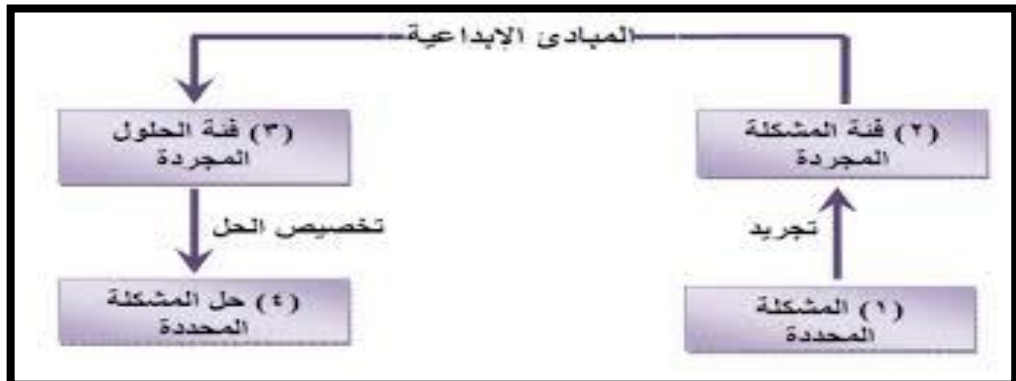 المبادئ الإبداعية
(٢) فئة المشكلة
المجردة
(٣) فئة الحلول
المجردة
تجريد
تخصيص الحل
(١) المشكلة
المحددة
(٤) حل المشكلة
المحددة